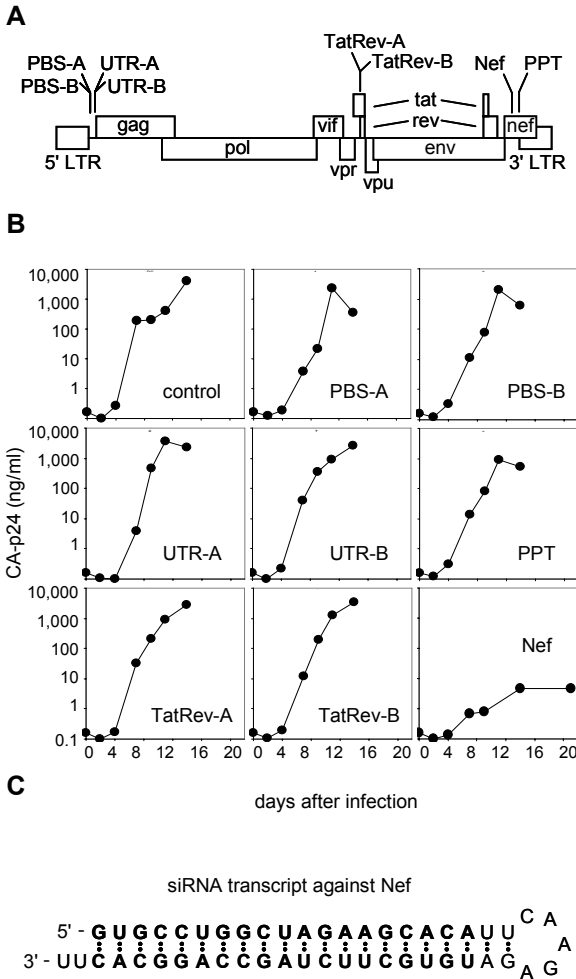 A
TatRev-A
PBS-A UTR-A TatRev-B Nef PPT
PBS-B UTR-B
tat
gag vif rev nef
pol env
5' LTR vpr vpu 3' LTR
B
10,000
1,000
100
10
1
control
PBS-A
PBS-B
10,000
1,000
100
10
1
UTR-A
UTR-B
PPT
CA-p24 (ng/ml)
10,000
1,000
100
10
1
0.1
TatRev-A
TatRev-B
Nef
0 4 8 12 16 20 0 4 8 12 16 20 0 4 8 12 16 20
days after infection
C
siRNA transcript against Nef
5' - GUGCCUGGCUAGAAGCACAUU C A A
3' - UUCACGGACCGAUCUUCGUGUAG A G A